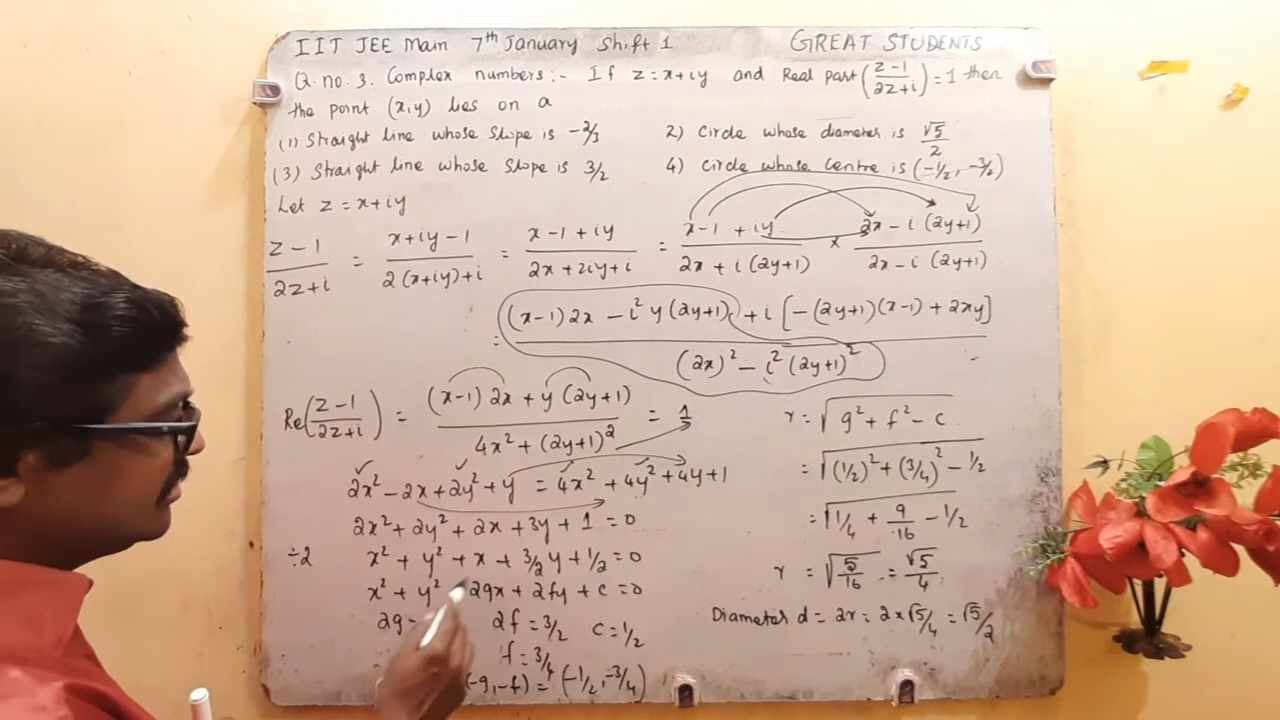 IIT JEE Main 7th January Shift 1 GREAT STUDENTS
Q. no. 3. Complex numbers:- If z = x+iy and Real part ((z-1)/(2z+i)) = 1 then
the point (x,y) lies on a
(1) Straight line whose slope is -2/3 2) Circle whose diameter is √5/2
(3) Straight line whose slope is 3/2 4) Circle whose centre is (-1/2, -3/2)
Let z = x+iy
(z-1)/(2z+i) = (x+iy-1)/(2(x+iy)+i) = (x-1+iy)/(2x+2iy+i) = (x-1+iy)/(2x+i(2y+1)) × (2x-i(2y+1))/(2x-i(2y+1))
= ((x-1)2x - i²y(2y+1) + i[-(2y+1)(x-1)+2xy])/((2x)² - i²(2y+1)²)
Re((z-1)/(2z+i)) = ((x-1)2x + y(2y+1))/(4x²+(2y+1)²) = 1
2x² - 2x + 2y² + y = 4x² + 4y² + 4y + 1
2x² + 2y² + 2x + 3y + 1 = 0
÷2 x² + y² + x + 3/2 y + 1/2 = 0
x² + y² 2gx + 2fy + c = 0
2g 2f = 3/2 c = 1/2
f = 3/4
(-g,-f) = (-1/2, -3/4)
r = √(g² + f² - c)
= √((1/2)² + (3/4)² - 1/2)
= √(1/4 + 9/16 - 1/2)
r = √(5/16) = √5/4
Diameter d = 2r = 2×√5/4 = √5/2